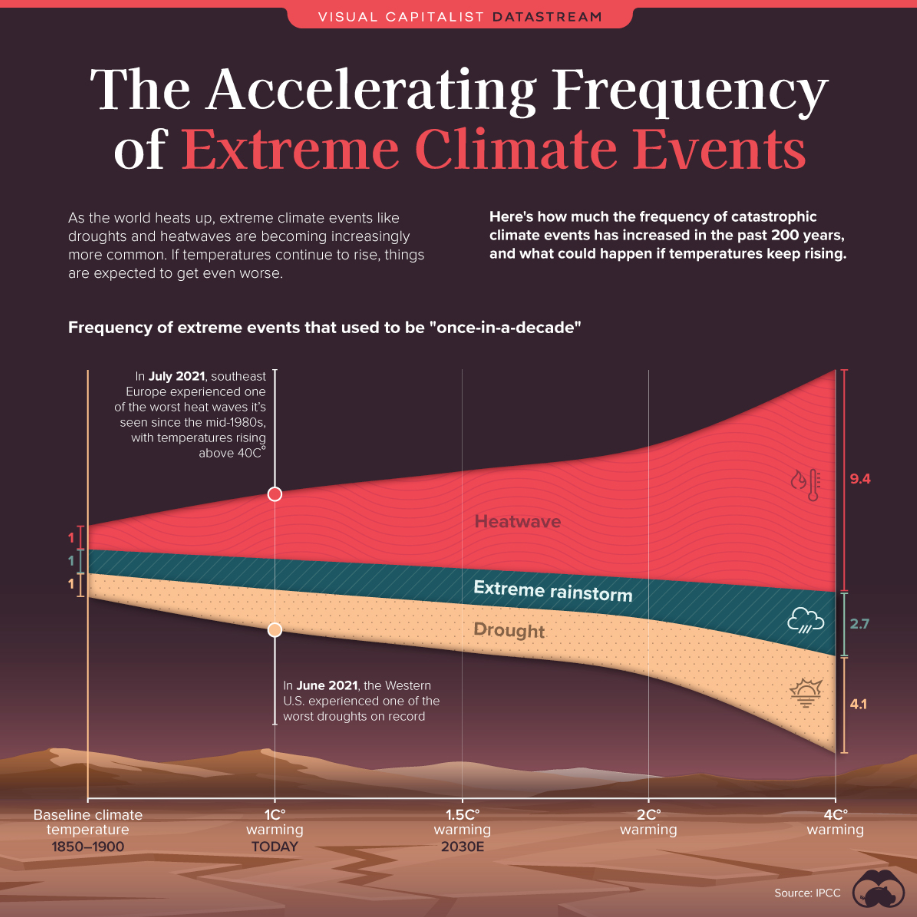 VISUAL CAPITALIST DATASTREAM
The Accelerating Frequency
of Extreme Climate Events
As the world heats up, extreme climate events like
droughts and heatwaves are becoming increasingly
more common. If temperatures continue to rise, things
are expected to get even worse.
Here's how much the frequency of catastrophic
climate events has increased in the past 200 years,
and what could happen if temperatures keep rising.
Frequency of extreme events that used to be "once-in-a-decade"
In July 2021, southeast
Europe experienced one
of the worst heat waves it's
seen since the mid-1980s,
with temperatures rising
above 40C°
1
1
1
Heatwave
Extreme rainstorm
Drought
9.4
2.7
4.1
In June 2021, the Western
U.S. experienced one of the
worst droughts on record
Baseline climate
temperature
1850–1900
1C°
warming
TODAY
1.5C°
warming
2030E
2C°
warming
4C°
warming
Source: IPCC